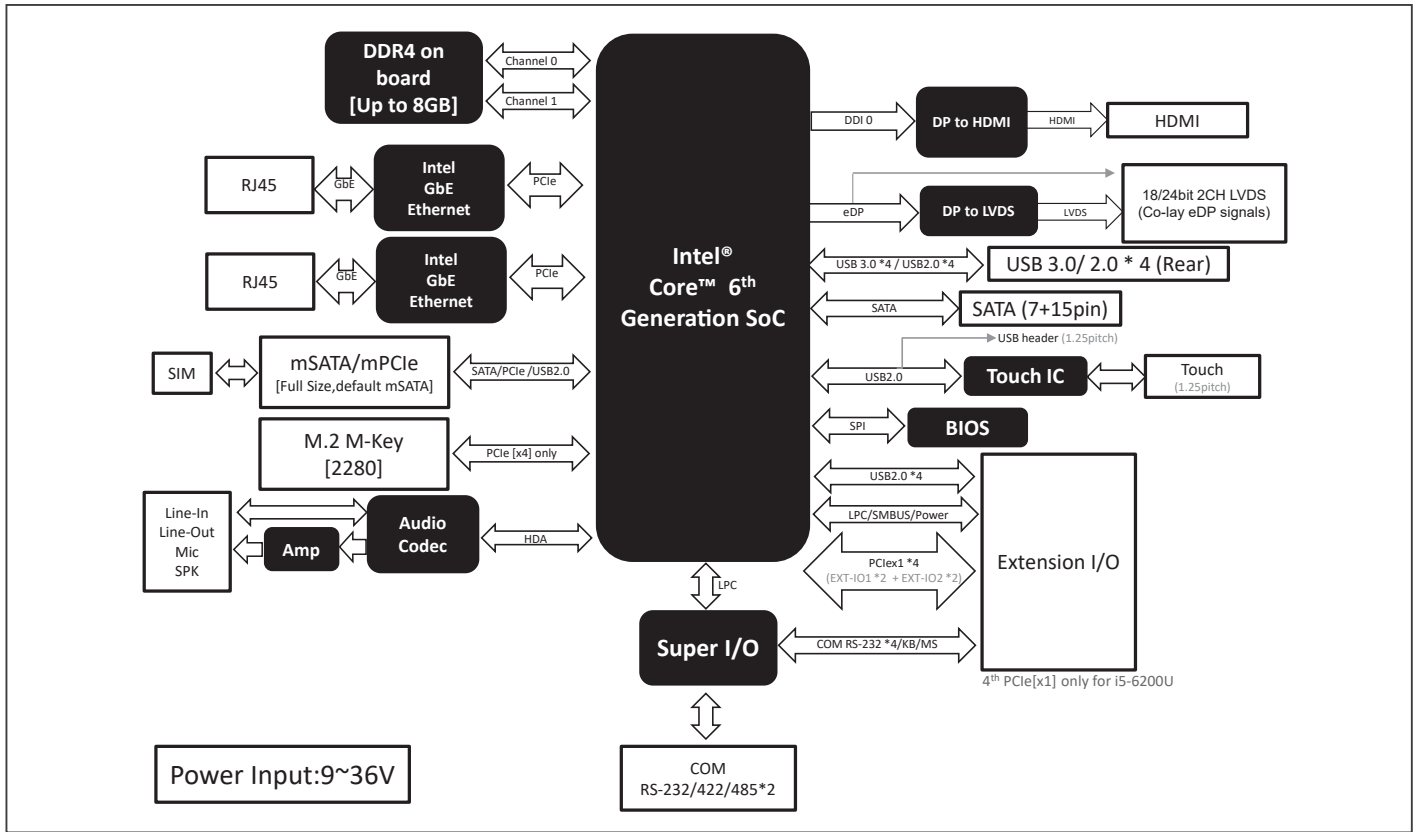 DDR4 on
board
[Up to 8GB]
Channel 0
Channel 1
RJ45
GbE
Intel
GbE
Ethernet
PCIe
RJ45
GbE
Intel
GbE
Ethernet
PCIe
SIM
mSATA/mPCIe
[Full Size,default mSATA]
SATA/PCIe /USB2.0
M.2 M-Key
[2280]
PCIe [x4] only
Line-In
Line-Out
Mic
SPK
Amp
Audio
Codec
HDA
Intel®
Core™ 6th
Generation SoC
DDI 0
DP to HDMI
HDMI
HDMI
eDP
DP to LVDS
LVDS
18/24bit 2CH LVDS
(Co-lay eDP signals)
USB 3.0 *4 / USB2.0 *4
USB 3.0/ 2.0 * 4 (Rear)
SATA
SATA (7+15pin)
USB header (1.25pitch)
USB2.0
Touch IC
Touch
(1.25pitch)
SPI
BIOS
USB2.0 *4
LPC/SMBUS/Power
PCIex1 *4
(EXT-IO1 *2 + EXT-IO2 *2)
Extension I/O
LPC
Super I/O
COM RS-232 *4/KB/MS
4th PCIe[x1] only for i5-6200U
COM
RS-232/422/485*2
Power Input:9~36V